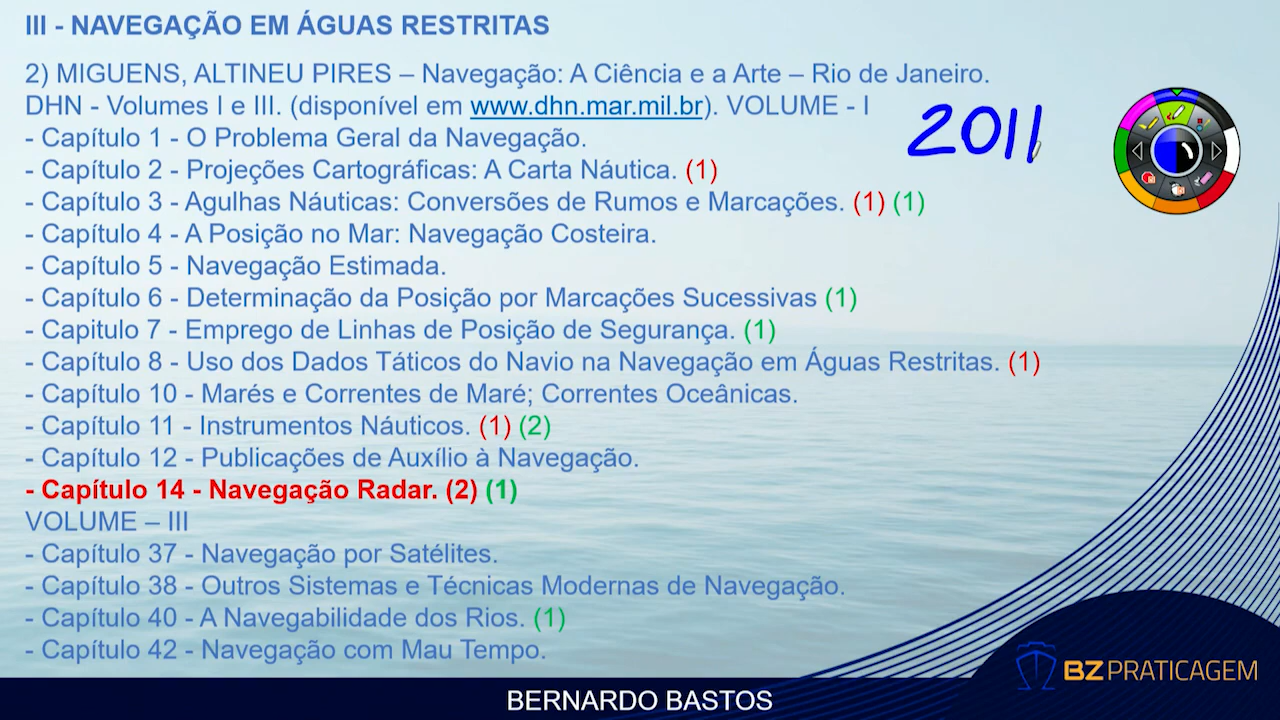 III - NAVEGAÇÃO EM ÁGUAS RESTRITAS
2) MIGUENS, ALTINEU PIRES – Navegação: A Ciência e a Arte – Rio de Janeiro.
DHN - Volumes I e III. (disponível em www.dhn.mar.mil.br). VOLUME - I
2011
- Capítulo 1 - O Problema Geral da Navegação.
- Capítulo 2 - Projeções Cartográficas: A Carta Náutica. (1)
- Capítulo 3 - Agulhas Náuticas: Conversões de Rumos e Marcações. (1) (1)
- Capítulo 4 - A Posição no Mar: Navegação Costeira.
- Capítulo 5 - Navegação Estimada.
- Capítulo 6 - Determinação da Posição por Marcações Sucessivas (1)
- Capitulo 7 - Emprego de Linhas de Posição de Segurança. (1)
- Capítulo 8 - Uso dos Dados Táticos do Navio na Navegação em Águas Restritas. (1)
- Capítulo 10 - Marés e Correntes de Maré; Correntes Oceânicas.
- Capítulo 11 - Instrumentos Náuticos. (1) (2)
- Capítulo 12 - Publicações de Auxílio à Navegação.
- Capítulo 14 - Navegação Radar. (2) (1)
VOLUME – III
- Capítulo 37 - Navegação por Satélites.
- Capítulo 38 - Outros Sistemas e Técnicas Modernas de Navegação.
- Capítulo 40 - A Navegabilidade dos Rios. (1)
- Capítulo 42 - Navegação com Mau Tempo.
BZPRATICAGEM
BERNARDO BASTOS